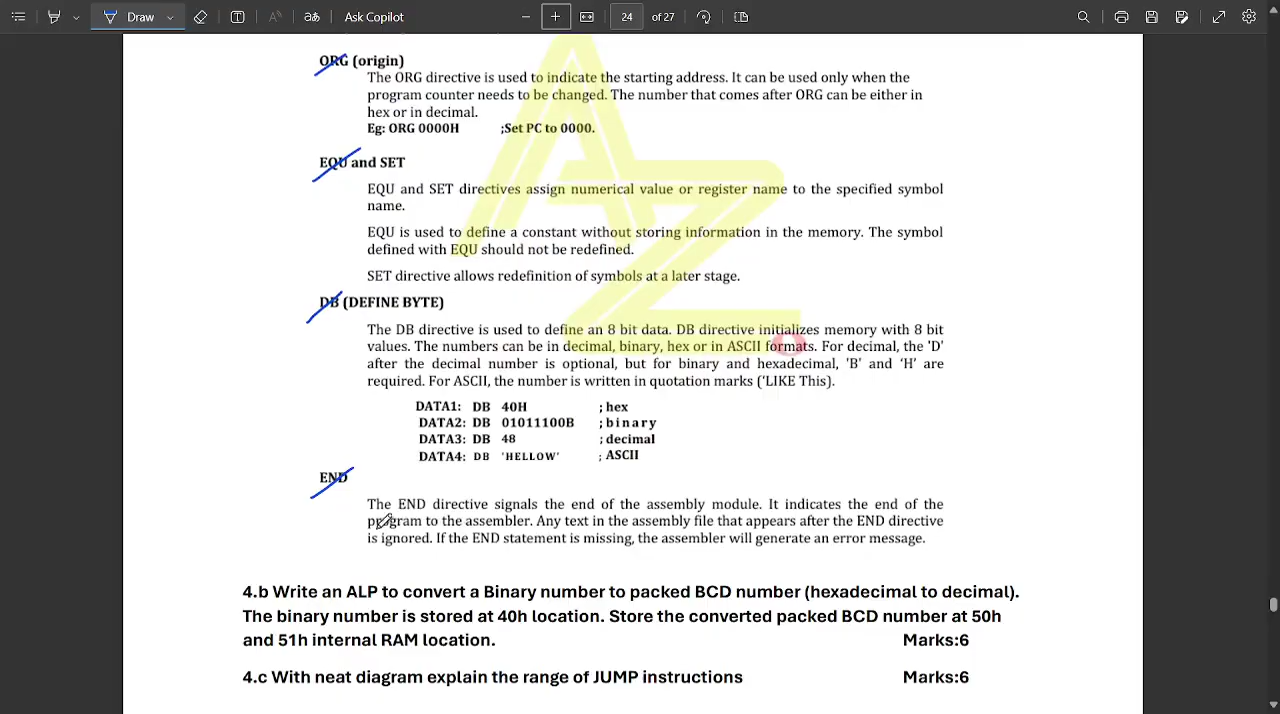 Draw
Ask Copilot
24 of 27
ORG (origin)
The ORG directive is used to indicate the starting address. It can be used only when the
program counter needs to be changed. The number that comes after ORG can be either in
hex or in decimal.
Eg: ORG 0000H ;Set PC to 0000.
EQU and SET
EQU and SET directives assign numerical value or register name to the specified symbol
name.
EQU is used to define a constant without storing information in the memory. The symbol
defined with EQU should not be redefined.
SET directive allows redefinition of symbols at a later stage.
DB (DEFINE BYTE)
The DB directive is used to define an 8 bit data. DB directive initializes memory with 8 bit
values. The numbers can be in decimal, binary, hex or in ASCII formats. For decimal, the 'D'
after the decimal number is optional, but for binary and hexadecimal, 'B' and ‘H’ are
required. For ASCII, the number is written in quotation marks (‘LIKE This).
DATA1: DB 40H ; hex
DATA2: DB 01011100B ; binary
DATA3: DB 48 ; decimal
DATA4: DB 'HELLOW' ; ASCII
END
The END directive signals the end of the assembly module. It indicates the end of the
program to the assembler. Any text in the assembly file that appears after the END directive
is ignored. If the END statement is missing, the assembler will generate an error message.
4.b Write an ALP to convert a Binary number to packed BCD number (hexadecimal to decimal).
The binary number is stored at 40h location. Store the converted packed BCD number at 50h
and 51h internal RAM location. Marks:6
4.c With neat diagram explain the range of JUMP instructions Marks:6